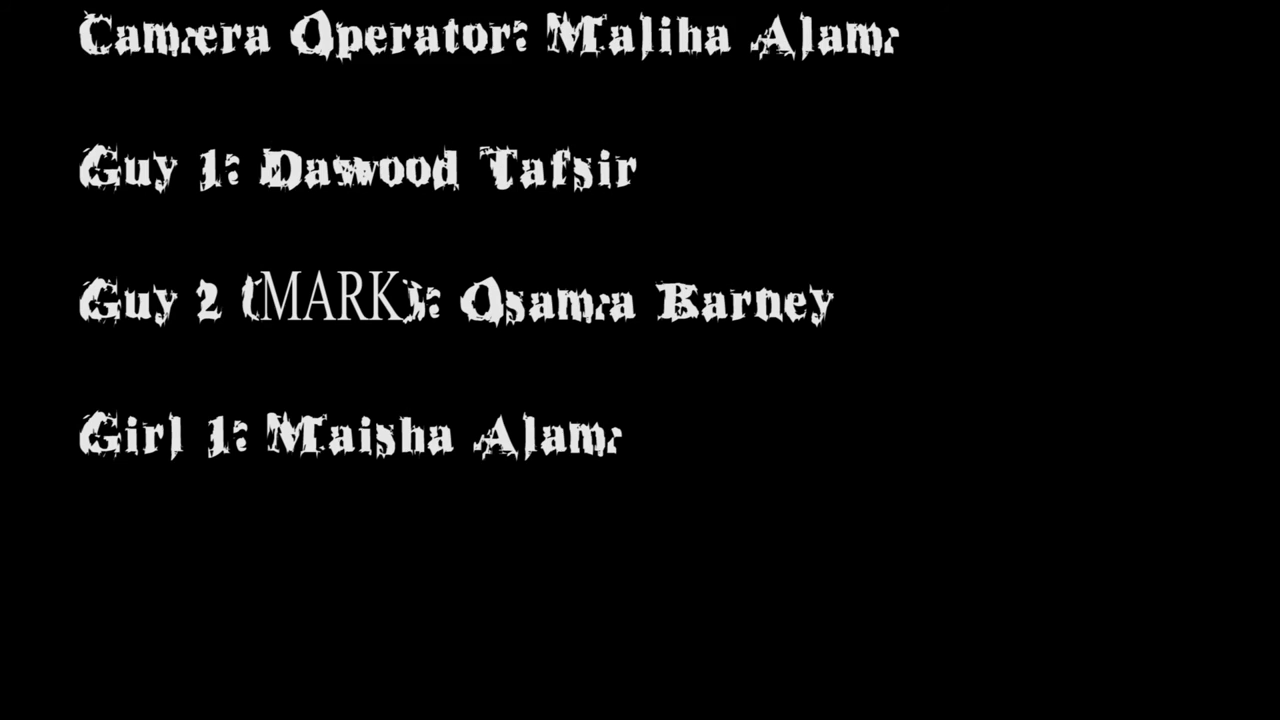 Camera Operator: Maliha Alam
Guy 1: Dawood Tafsir
Guy 2 (MARK): Osama Barney
Girl 1: Maisha Alam